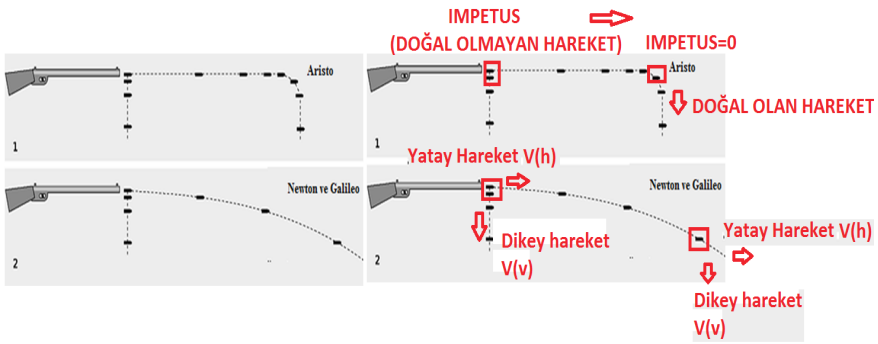 IMPETUS
(DOĞAL OLMAYAN HAREKET)
IMPETUS=0
Aristo
1
Aristo
DOĞAL OLAN HAREKET
1
Yatay Hareket V(h)
Newton ve Galileo
2
Newton ve Galileo
Yatay Hareket V(h)
Dikey hareket
V(v)
2
Dikey hareket
V(v)